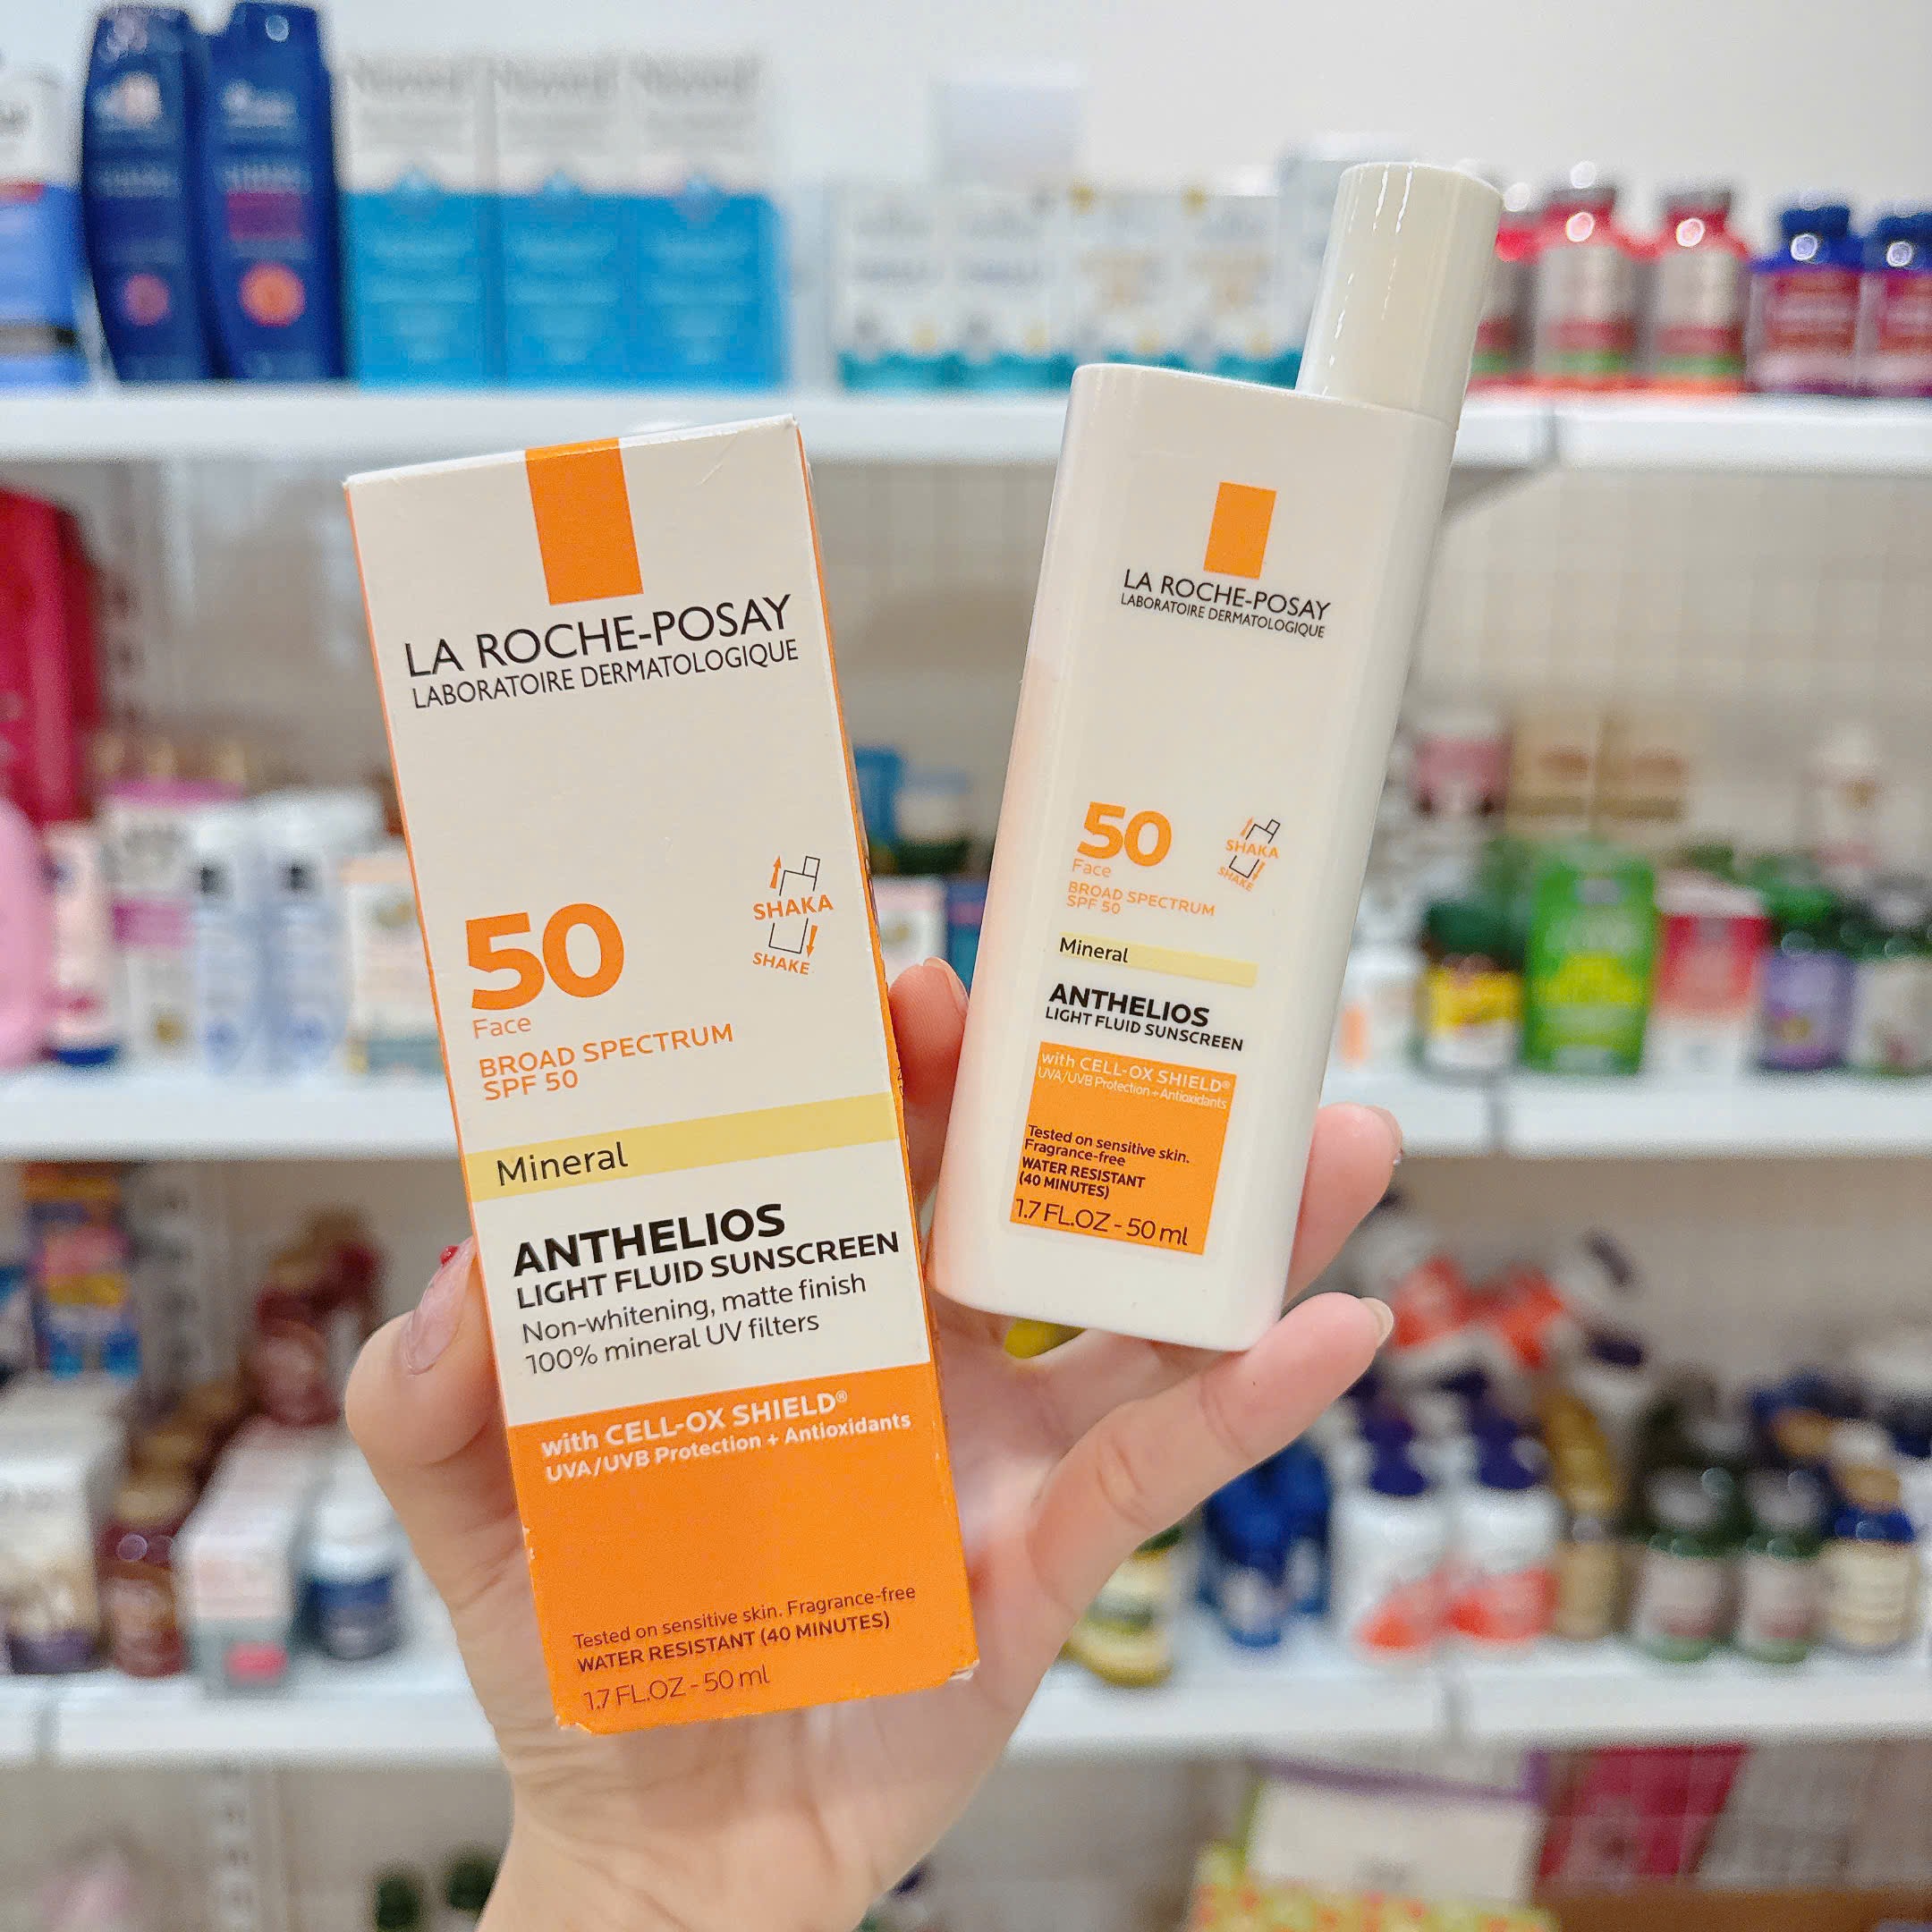 LA ROCHE-POSAY
LABORATOIRE DERMATOLOGIQUE
50
Face
BROAD SPECTRUM
SPF 50
SHAKA
SHAKE
Mineral
ANTHELIOS
LIGHT FLUID SUNSCREEN
Non-whitening, matte finish
100% mineral UV filters
with CELL-OX SHIELD®
UVA/UVB Protection + Antioxidants
Tested on sensitive skin. Fragrance-free
WATER RESISTANT (40 MINUTES)
1.7 FL.OZ - 50 ml
LA ROCHE-POSAY
LABORATOIRE DERMATOLOGIQUE
50
Face
BROAD SPECTRUM
SPF 50
SHAKA
SHAKE
Mineral
ANTHELIOS
LIGHT FLUID SUNSCREEN
with CELL-OX SHIELD®
UVA/UVB Protection + Antioxidants
Tested on sensitive skin.
Fragrance-free
WATER RESISTANT
(40 MINUTES)
1.7 FL.OZ - 50 ml